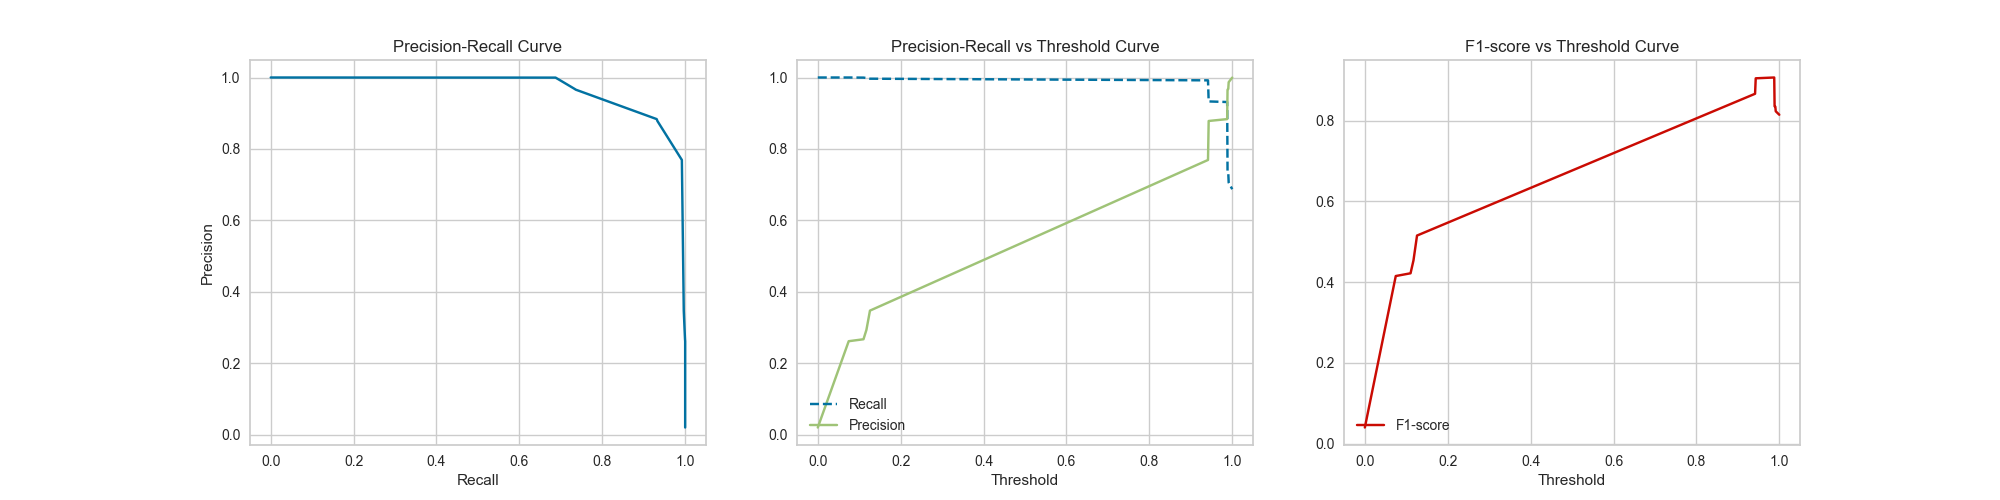 Precision-Recall Curve
Precision
1.0
0.8
0.6
0.4
0.2
0.0
0.0 0.2 0.4 0.6 0.8 1.0
Recall
Precision-Recall vs Threshold Curve
1.0
0.8
0.6
0.4
0.2
0.0
Recall
Precision
0.0 0.2 0.4 0.6 0.8 1.0
Threshold
F1-score vs Threshold Curve
0.8
0.6
0.4
0.2
0.0
F1-score
0.0 0.2 0.4 0.6 0.8 1.0
Threshold